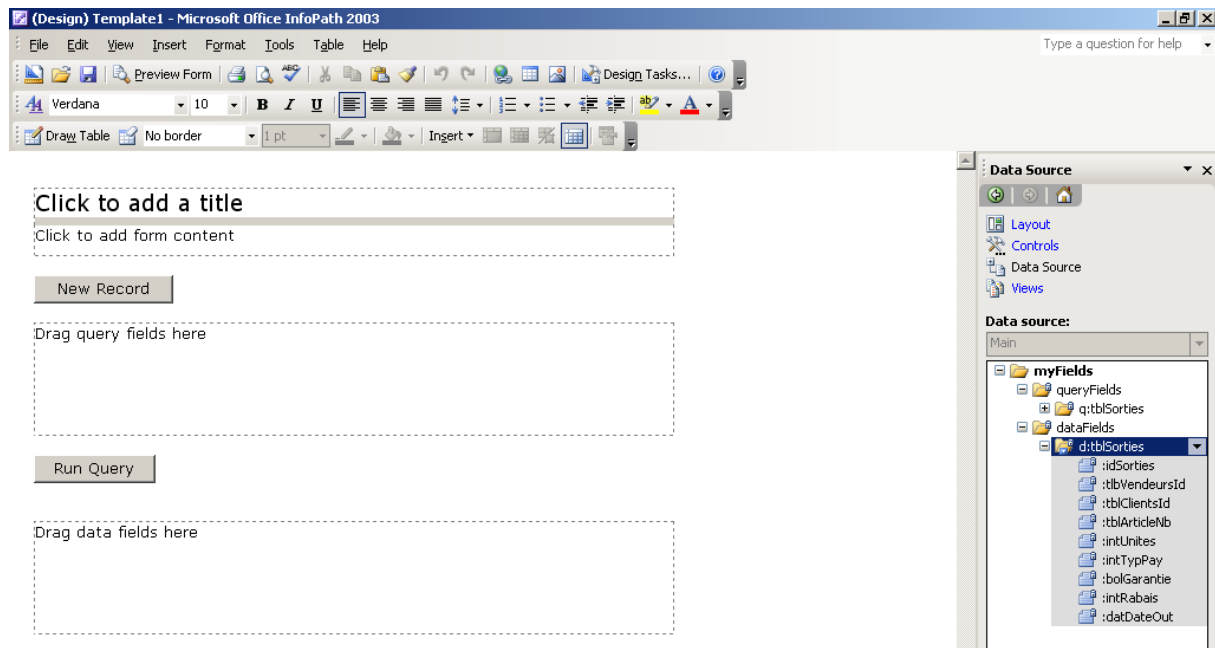 (Design) Template1 - Microsoft Office InfoPath 2003
File Edit View Insert Format Tools Table Help
Type a question for help
Preview Form
Design Tasks...
Verdana 10 B I U
Draw Table No border 1 pt Insert
Click to add a title
Click to add form content
New Record
Drag query fields here
Run Query
Drag data fields here
Data Source
Layout
Controls
Data Source
Views
Data source:
Main
myFields
queryFields
q:tblSorties
dataFields
d:tblSorties
:idSorties
:tlbVendeursId
:tblClientsId
:tblArticleNb
:intUnites
:intTypPay
:bolGarantie
:intRabais
:datDateOut